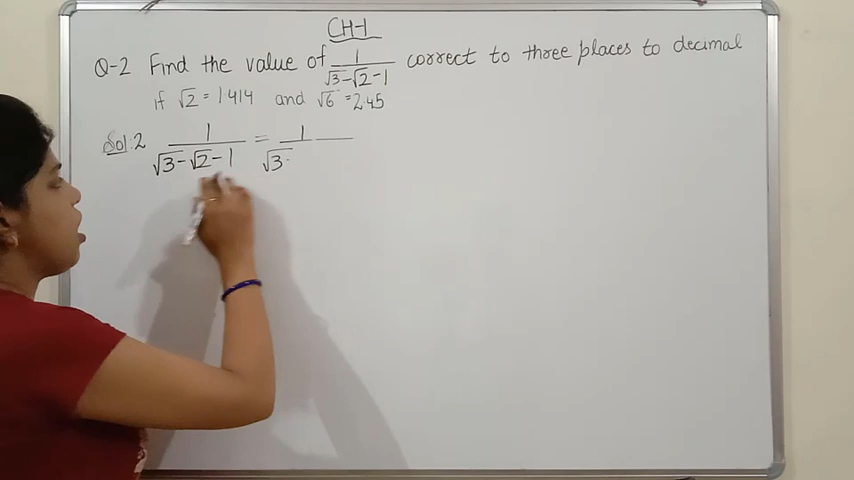 CH-1
Q-2 Find the value of 1/(√3-√2-1) correct to three places to decimal
if √2 = 1.414 and √6 = 2.45
Sol:2 1/(√3-√2-1) = 1/√3-